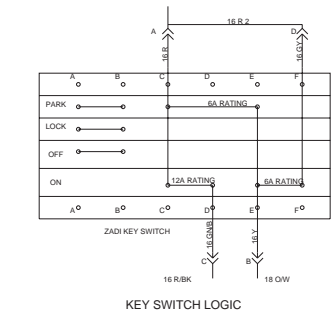 16 R 2
A D
16 R 16 GY
A B C D E F
PARK 6A RATING
LOCK
OFF
ON 12A RATING 6A RATING
A B C D E F
ZADI KEY SWITCH 16 GN/B 16 Y
C B
16 R/BK 18 O/W
KEY SWITCH LOGIC